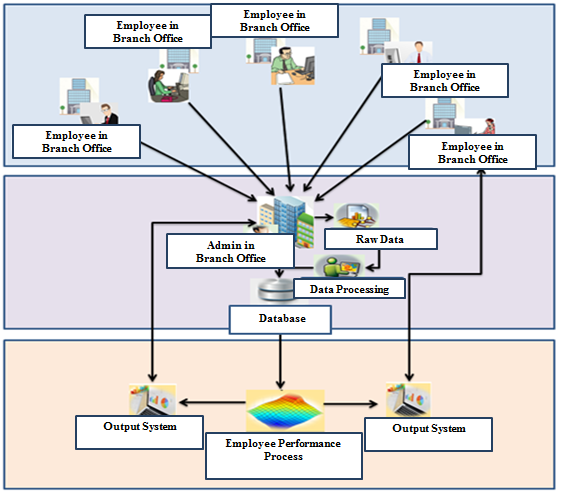 Employee in
Branch Office
Employee in
Branch Office
Employee in
Branch Office
Employee in
Branch Office
Employee in
Branch Office
Admin in
Branch Office
Raw Data
Data Processing
Database
Output System
Employee Performance
Process
Output System